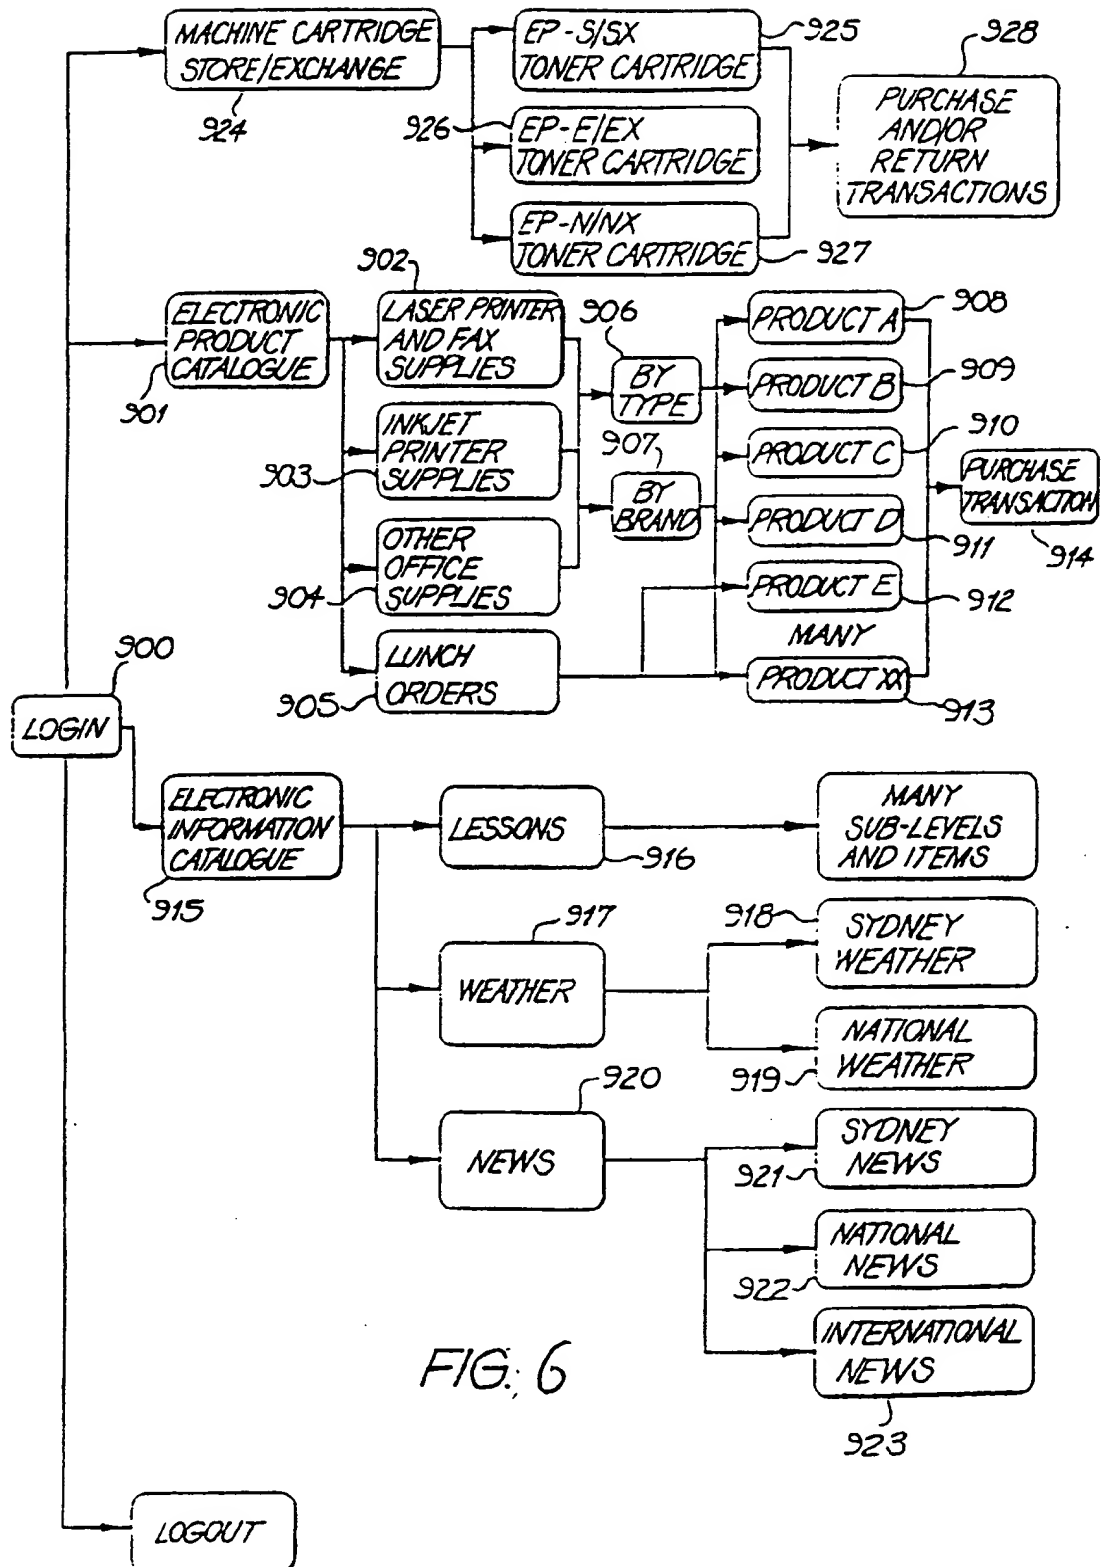 MACHINE CARTRIDGE
STORE/EXCHANGE
924
EP-S/SX
TONER CARTRIDGE
925
926
EP-E/EX
TONER CARTRIDGE
EP-N/NX
TONER CARTRIDGE
927
928
PURCHASE
AND/OR
RETURN
TRANSACTIONS
ELECTRONIC
PRODUCT
CATALOGUE
901
902
LASER PRINTER
AND FAX
SUPPLIES
INKJET
PRINTER
SUPPLIES
903
OTHER
OFFICE
SUPPLIES
904
LUNCH
ORDERS
905
906
BY
TYPE
907
BY
BRAND
PRODUCT A
908
PRODUCT B
909
PRODUCT C
910
PRODUCT D
911
PRODUCT E
912
MANY
PRODUCT XX
913
PURCHASE
TRANSACTION
914
900
LOGIN
ELECTRONIC
INFORMATION
CATALOGUE
915
LESSONS
916
MANY
SUB-LEVELS
AND ITEMS
917
WEATHER
918
SYDNEY
WEATHER
NATIONAL
WEATHER
919
920
NEWS
SYDNEY
NEWS
921
NATIONAL
NEWS
922
INTERNATIONAL
NEWS
923
FIG. 6
LOGOUT